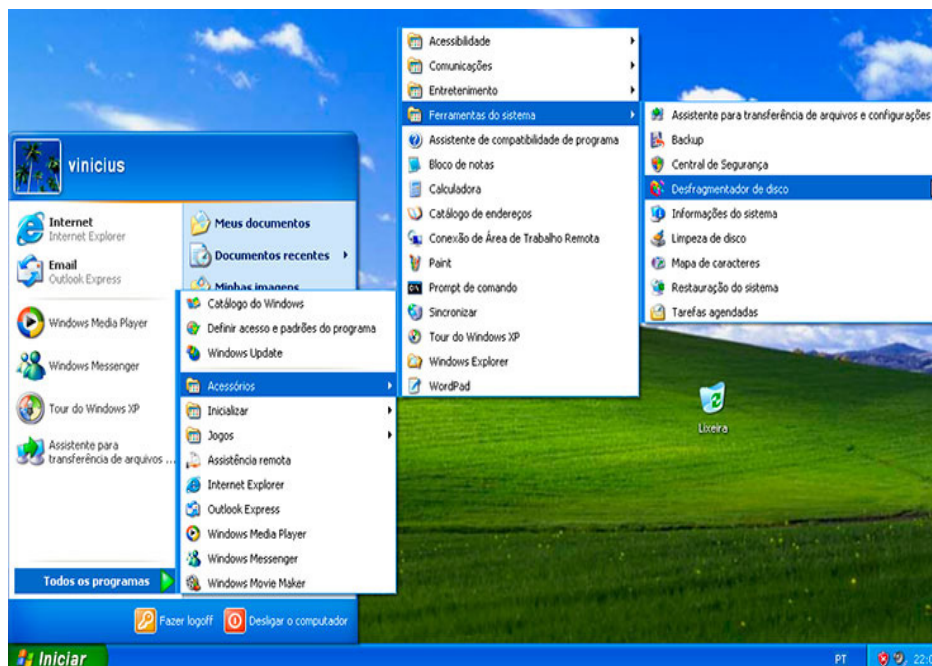 vinicius
Internet
Internet Explorer
Email
Outlook Express
Windows Media Player
Windows Messenger
Tour do Windows XP
Assistente para
transferência de arquivos ...
Todos os programas
Meus documentos
Documentos recentes
Minhas imagens
Catálogo do Windows
Definir acesso e padrões do programa
Windows Update
Acessórios
Inicializar
Jogos
Assistência remota
Internet Explorer
Outlook Express
Windows Media Player
Windows Messenger
Windows Movie Maker
Acessibilidade
Comunicações
Entretenimento
Ferramentas do sistema
Assistente de compatibilidade de programa
Bloco de notas
Calculadora
Catálogo de endereços
Conexão de Área de Trabalho Remota
Paint
Prompt de comando
Sincronizar
Tour do Windows XP
Windows Explorer
WordPad
Assistente para transferência de arquivos e configurações
Backup
Central de Segurança
Desfragmentador de disco
Informações do sistema
Limpeza de disco
Mapa de caracteres
Restauração do sistema
Tarefas agendadas
Lixeira
Fazer logoff
Desligar o computador
Iniciar
PT